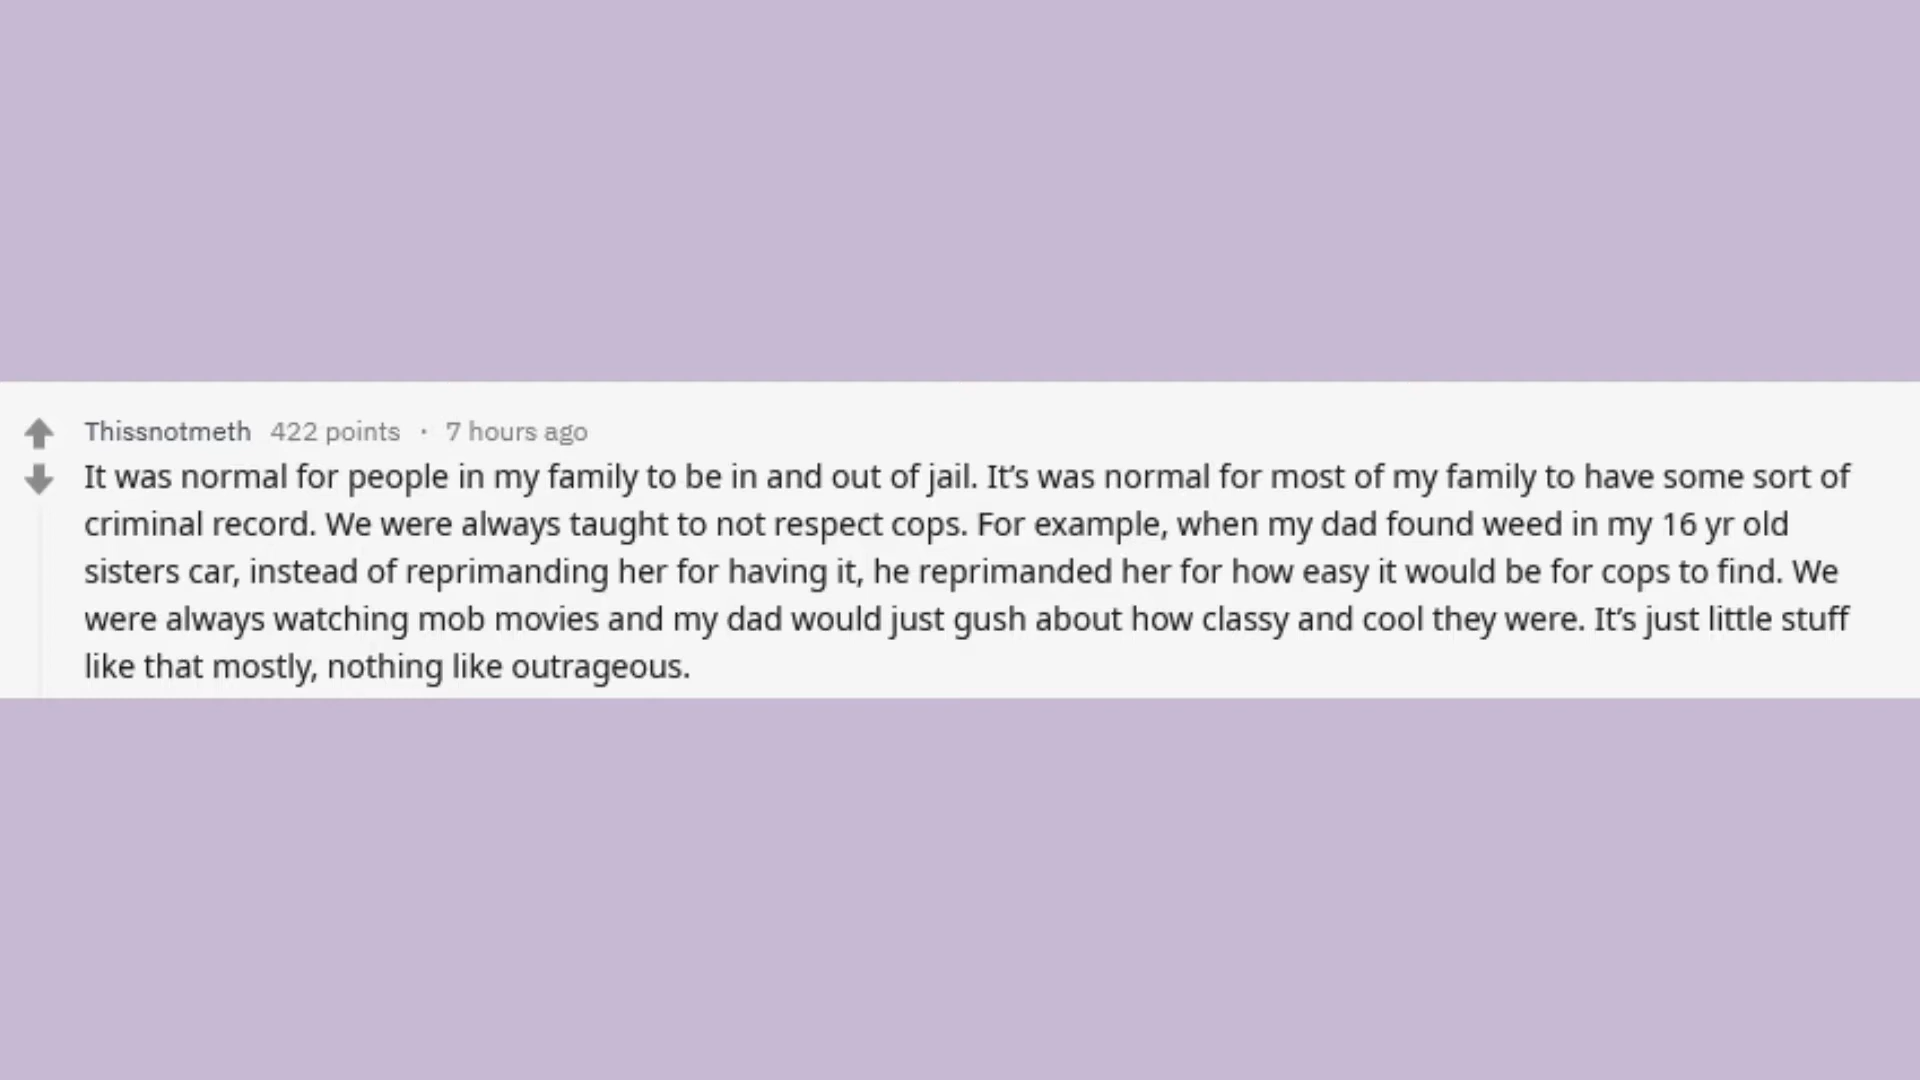 Thissnotmeth 422 points · 7 hours ago
It was normal for people in my family to be in and out of jail. It’s was normal for most of my family to have some sort of
criminal record. We were always taught to not respect cops. For example, when my dad found weed in my 16 yr old
sisters car, instead of reprimanding her for having it, he reprimanded her for how easy it would be for cops to find. We
were always watching mob movies and my dad would just gush about how classy and cool they were. It’s just little stuff
like that mostly, nothing like outrageous.